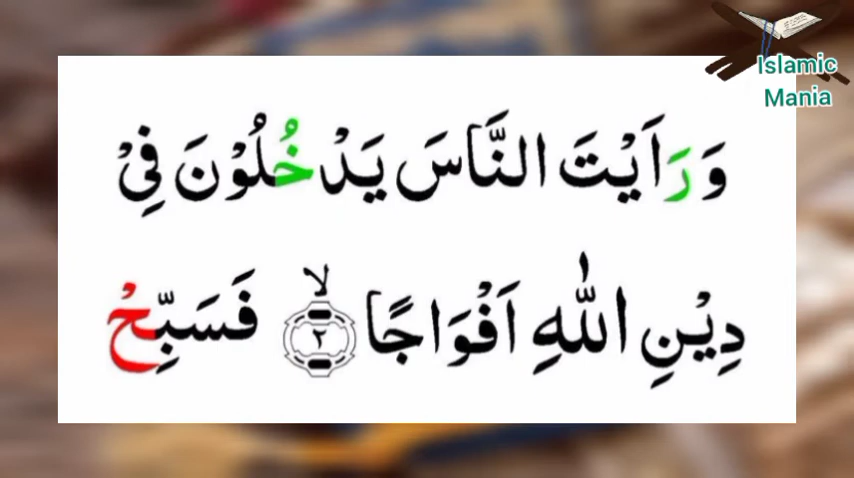 Islamic
Mania
وَرَاَيْتَ النَّاسَ يَدْخُلُوْنَ فِيْ
دِيْنِ اللّٰهِ اَفْوَاجًا ۙ‏﴿۲﴾ فَسَبِّحْ